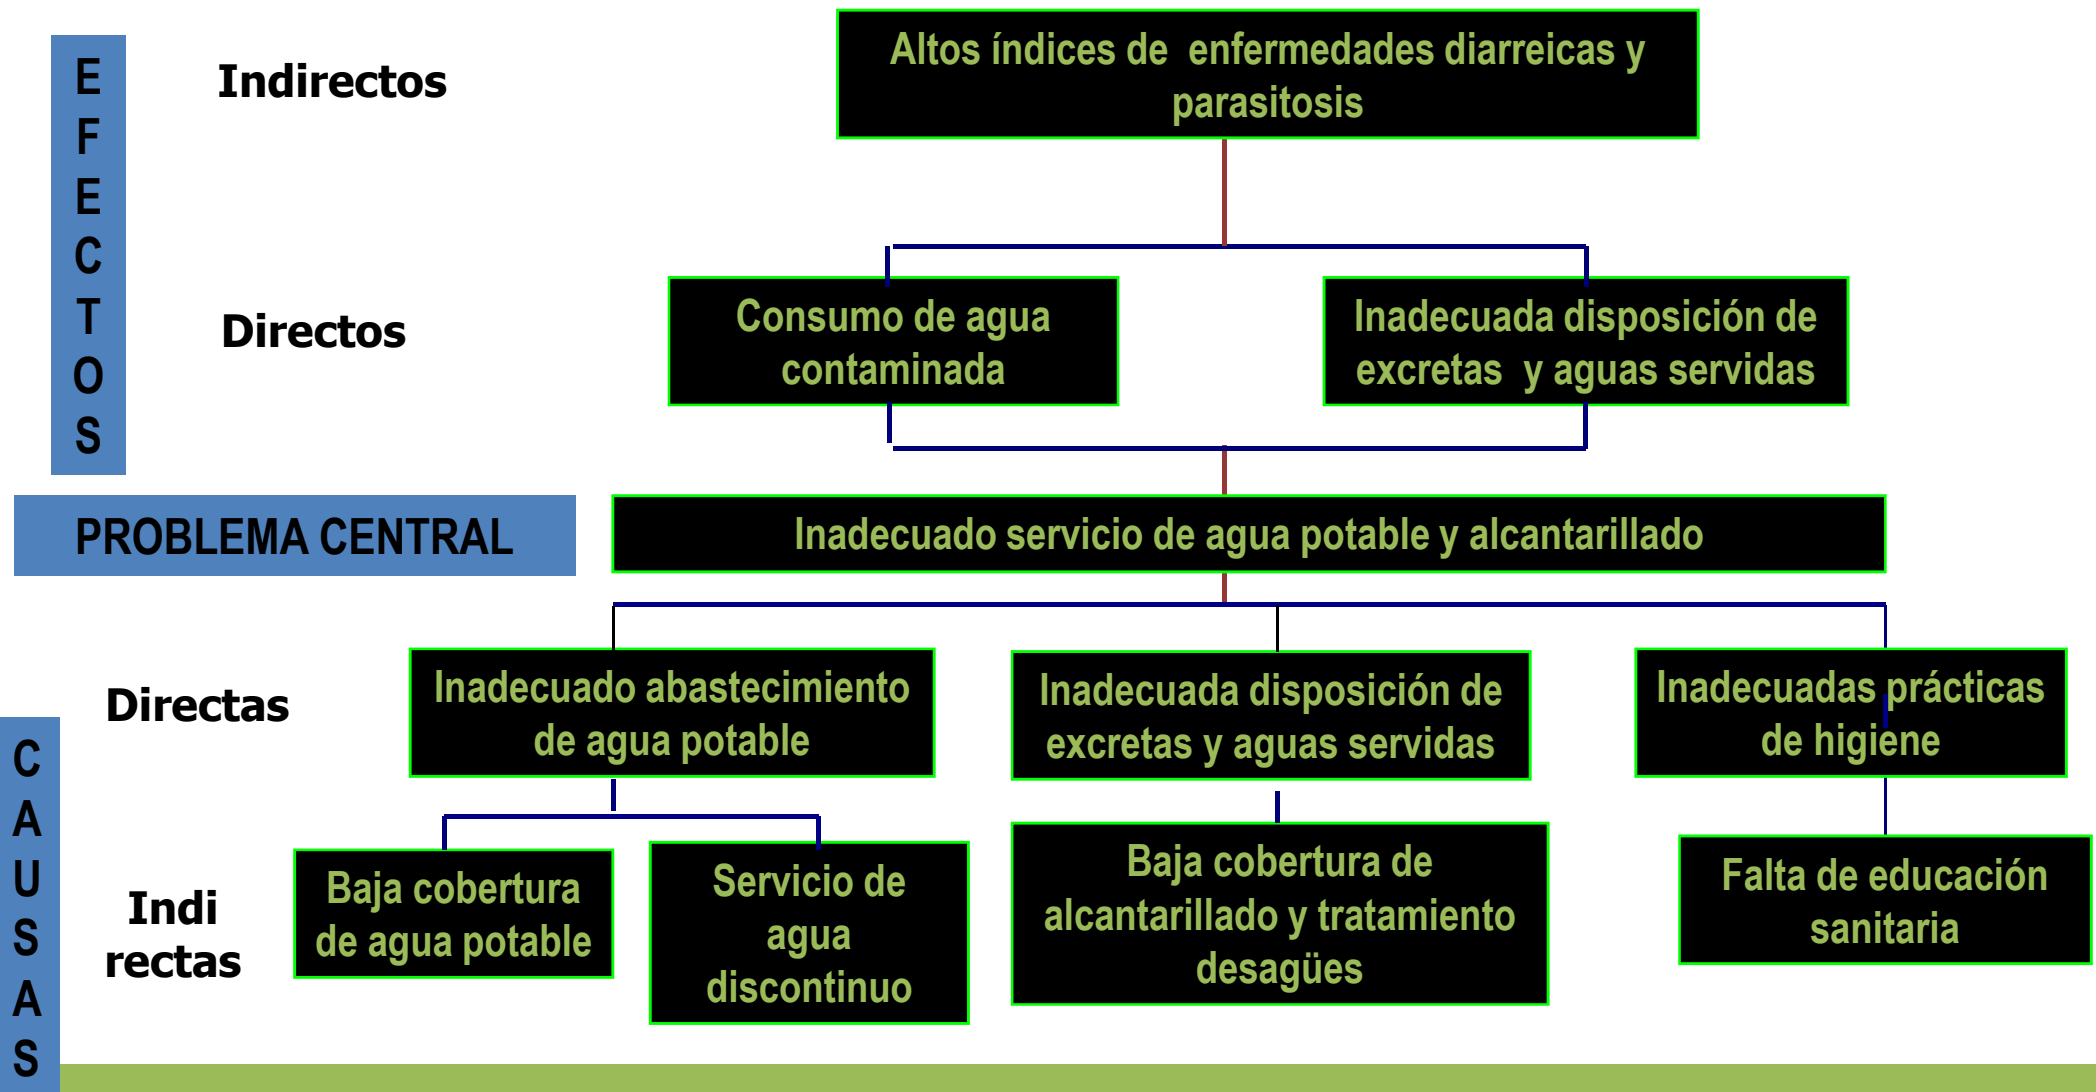 EFECTOS
Indirectos
Altos índices de enfermedades diarreicas y
parasitosis
Directos
Consumo de agua
contaminada
Inadecuada disposición de
excretas y aguas servidas
PROBLEMA CENTRAL
Inadecuado servicio de agua potable y alcantarillado
CAUSAS
Directas
Inadecuado abastecimiento
de agua potable
Inadecuada disposición de
excretas y aguas servidas
Inadecuadas prácticas
de higiene
Indi
rectas
Baja cobertura
de agua potable
Servicio de
agua
discontinuo
Baja cobertura de
alcantarillado y tratamiento
desagües
Falta de educación
sanitaria